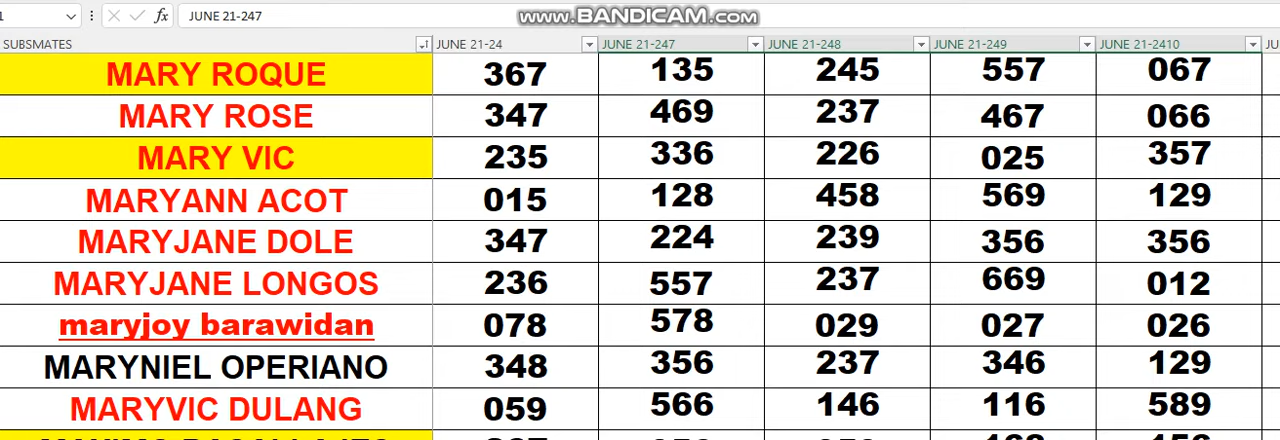 JUNE 21-247
www.BANDICAM.com
SUBSMATES JUNE 21-24 JUNE 21-247 JUNE 21-248 JUNE 21-249 JUNE 21-2410 JU
MARY ROQUE 367 135 245 557 067
MARY ROSE 347 469 237 467 066
MARY VIC 235 336 226 025 357
MARYANN ACOT 015 128 458 569 129
MARYJANE DOLE 347 224 239 356 356
MARYJANE LONGOS 236 557 237 669 012
maryjoy barawidan 078 578 029 027 026
MARYNIEL OPERIANO 348 356 237 346 129
MARYVIC DULANG 059 566 146 116 589